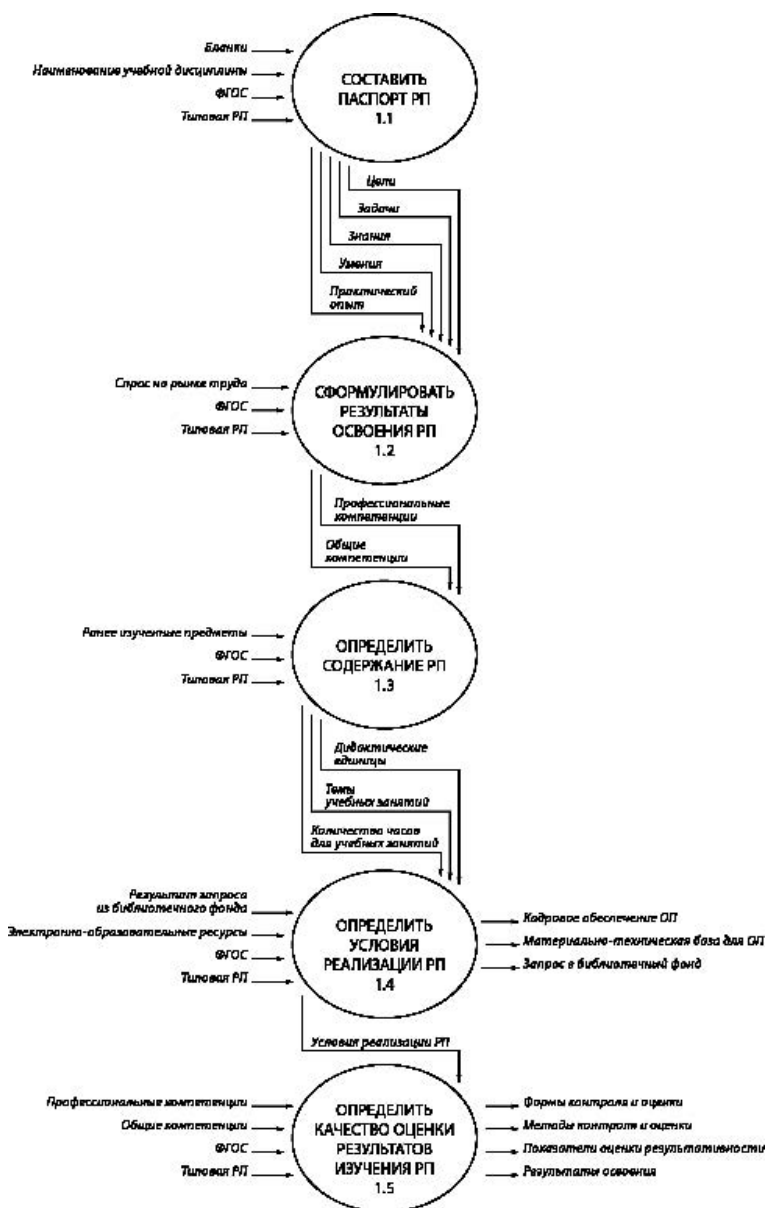 Бланки
Наименование учебной дисциплины
ФГОС
Типовая РП
СОСТАВИТЬ
ПАСПОРТ РП
1.1
Цели
Задачи
Знания
Умения
Практический
опыт
Спрос на рынке труда
ФГОС
Типовая РП
СФОРМУЛИРОВАТЬ
РЕЗУЛЬТАТЫ
ОСВОЕНИЯ РП
1.2
Профессиональные
компетенции
Общие
компетенции
Ранее изученные предметы
ФГОС
Типовая РП
ОПРЕДЕЛИТЬ
СОДЕРЖАНИЕ РП
1.3
Дидактические
единицы
Темы
учебных занятий
Количество часов
для учебных занятий
Результат запроса
из библиотечного фонда
Электронно-образовательные ресурсы
ФГОС
Типовая РП
ОПРЕДЕЛИТЬ
УСЛОВИЯ
РЕАЛИЗАЦИИ РП
1.4
Кадровое обеспечение ОП
Материально-техническая база для ОП
Запрос в библиотечный фонд
Условия реализации РП
Профессиональные компетенции
Общие компетенции
ФГОС
Типовая РП
ОПРЕДЕЛИТЬ
КАЧЕСТВО ОЦЕНКИ
РЕЗУЛЬТАТОВ
ИЗУЧЕНИЯ РП
1.5
Формы контроля и оценки
Методы контроля и оценки
Показатели оценки результативности
Результаты освоения